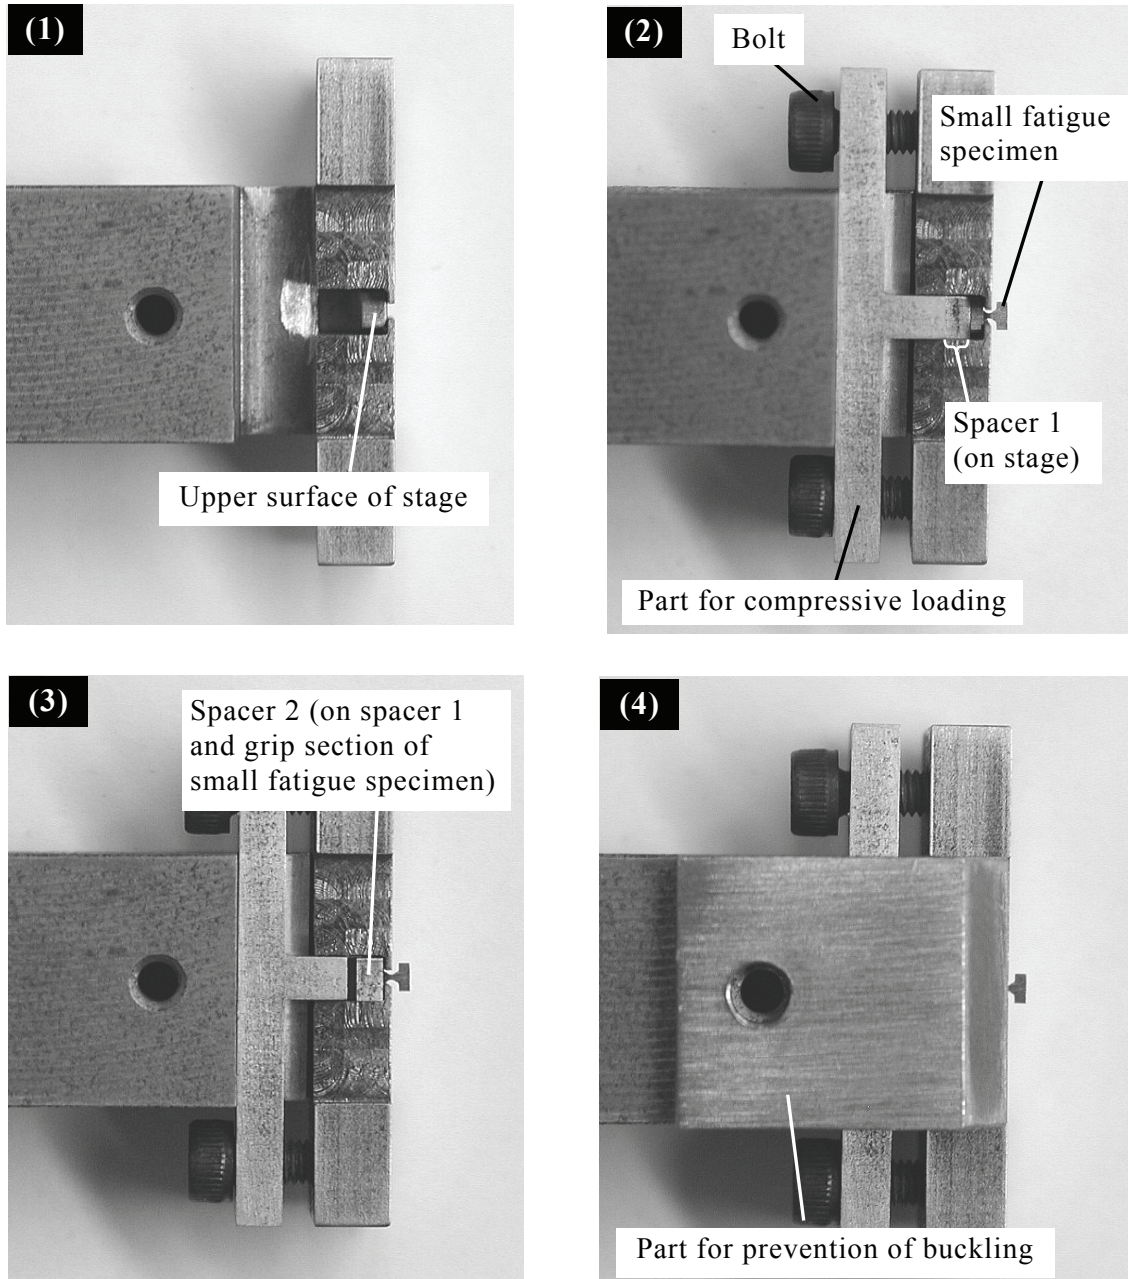 (1)
Upper surface of stage
(2)
Bolt
Small fatigue
specimen
Spacer 1
(on stage)
Part for compressive loading
(3)
Spacer 2 (on spacer 1
and grip section of
small fatigue specimen)
(4)
Part for prevention of buckling